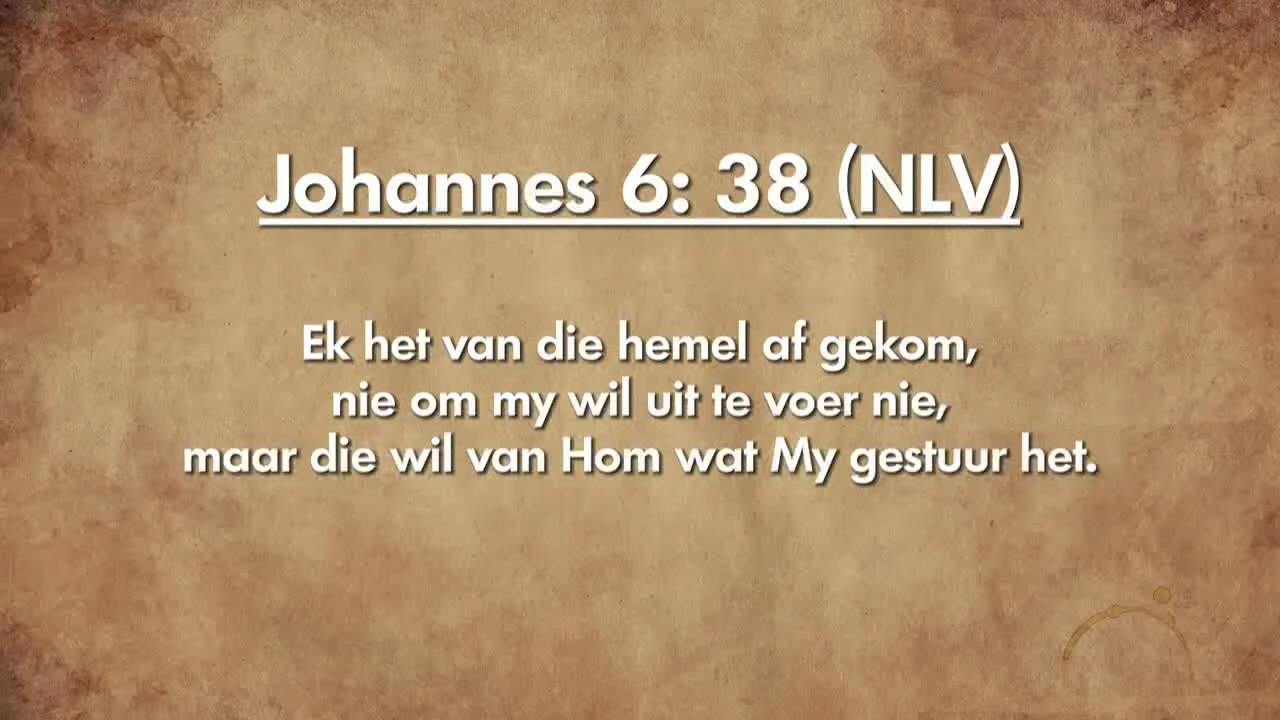 Johannes 6: 38 (NLV)
Ek het van die hemel af gekom,
nie om my wil uit te voer nie,
maar die wil van Hom wat My gestuur het.